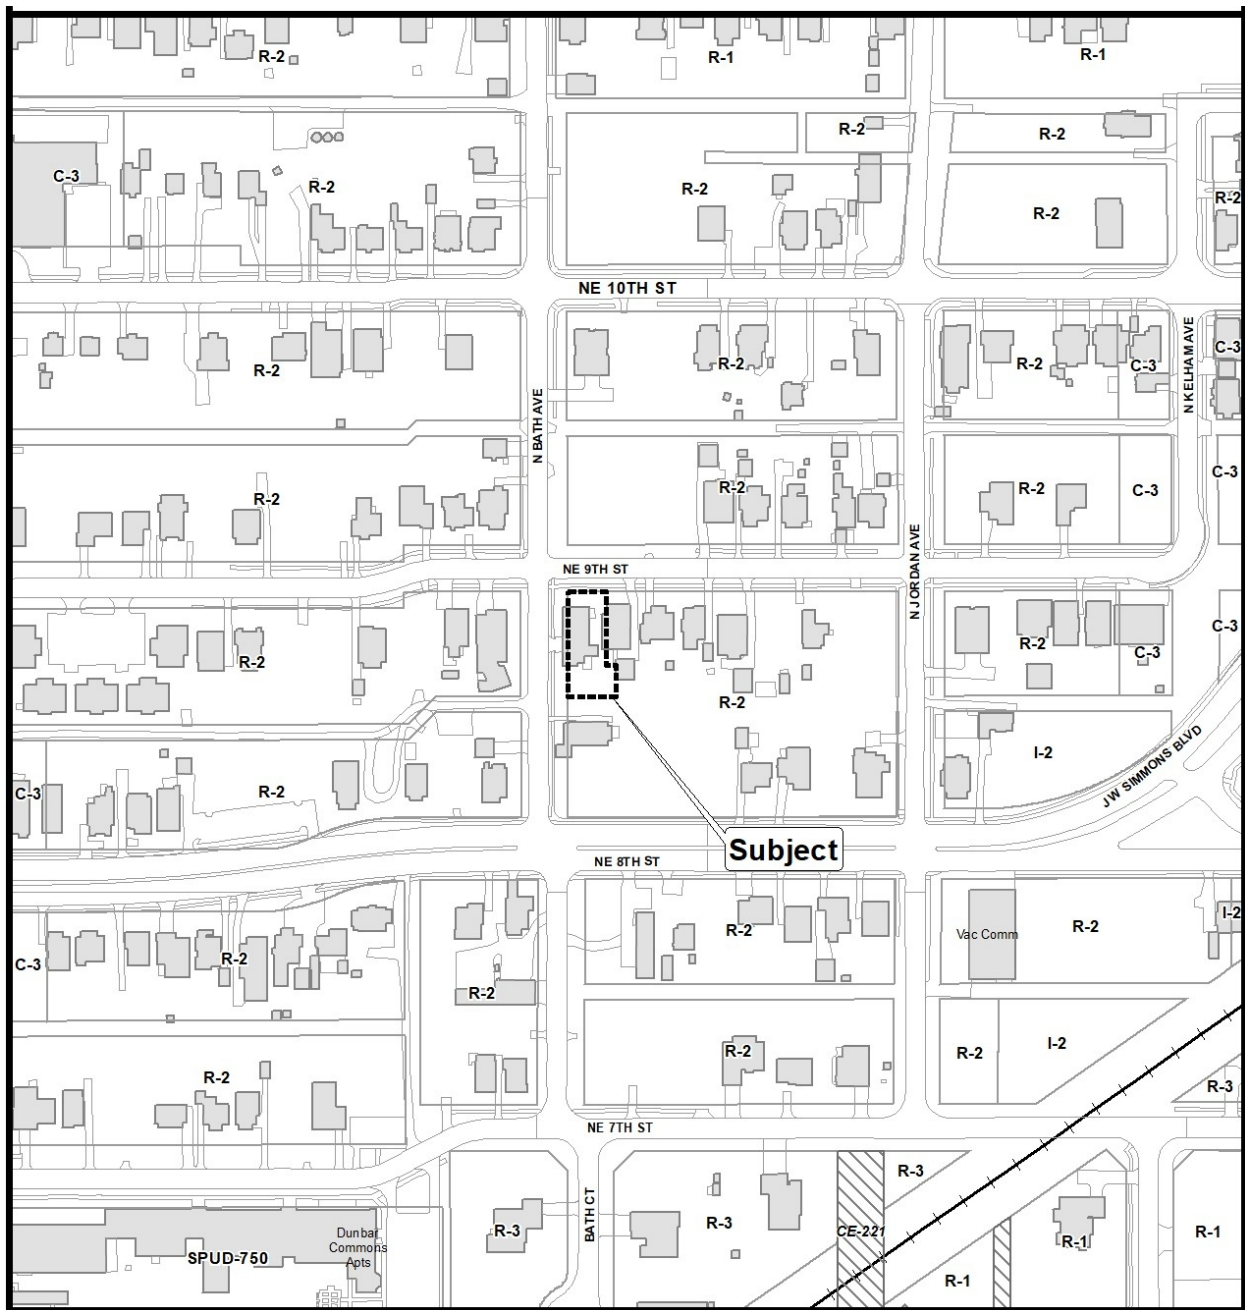 R-2
R-1
R-1
C-3
R-2
R-2
R-2
R-2
R-2
R-2
NE 10TH ST
N KELHAM AVE
R-2
R-2
R-2
C-3
C-3
N BATH AVE
R-2
R-2
R-2
C-3
C-3
NE 9TH ST
N JORDAN AVE
R-2
R-2
R-2
C-3
C-3
C-3
R-2
I-2
JW SIMMONS BLVD
Subject
NE 8TH ST
C-3
R-2
R-2
R-2
Vac Comm
R-2
I-2
R-2
R-2
R-2
I-2
R-3
NE 7TH ST
BATH CT
R-3
R-3
R-3
CE-221
R-1
R-1
R-1
SPUD-750
Dunbar
Commons
Apts